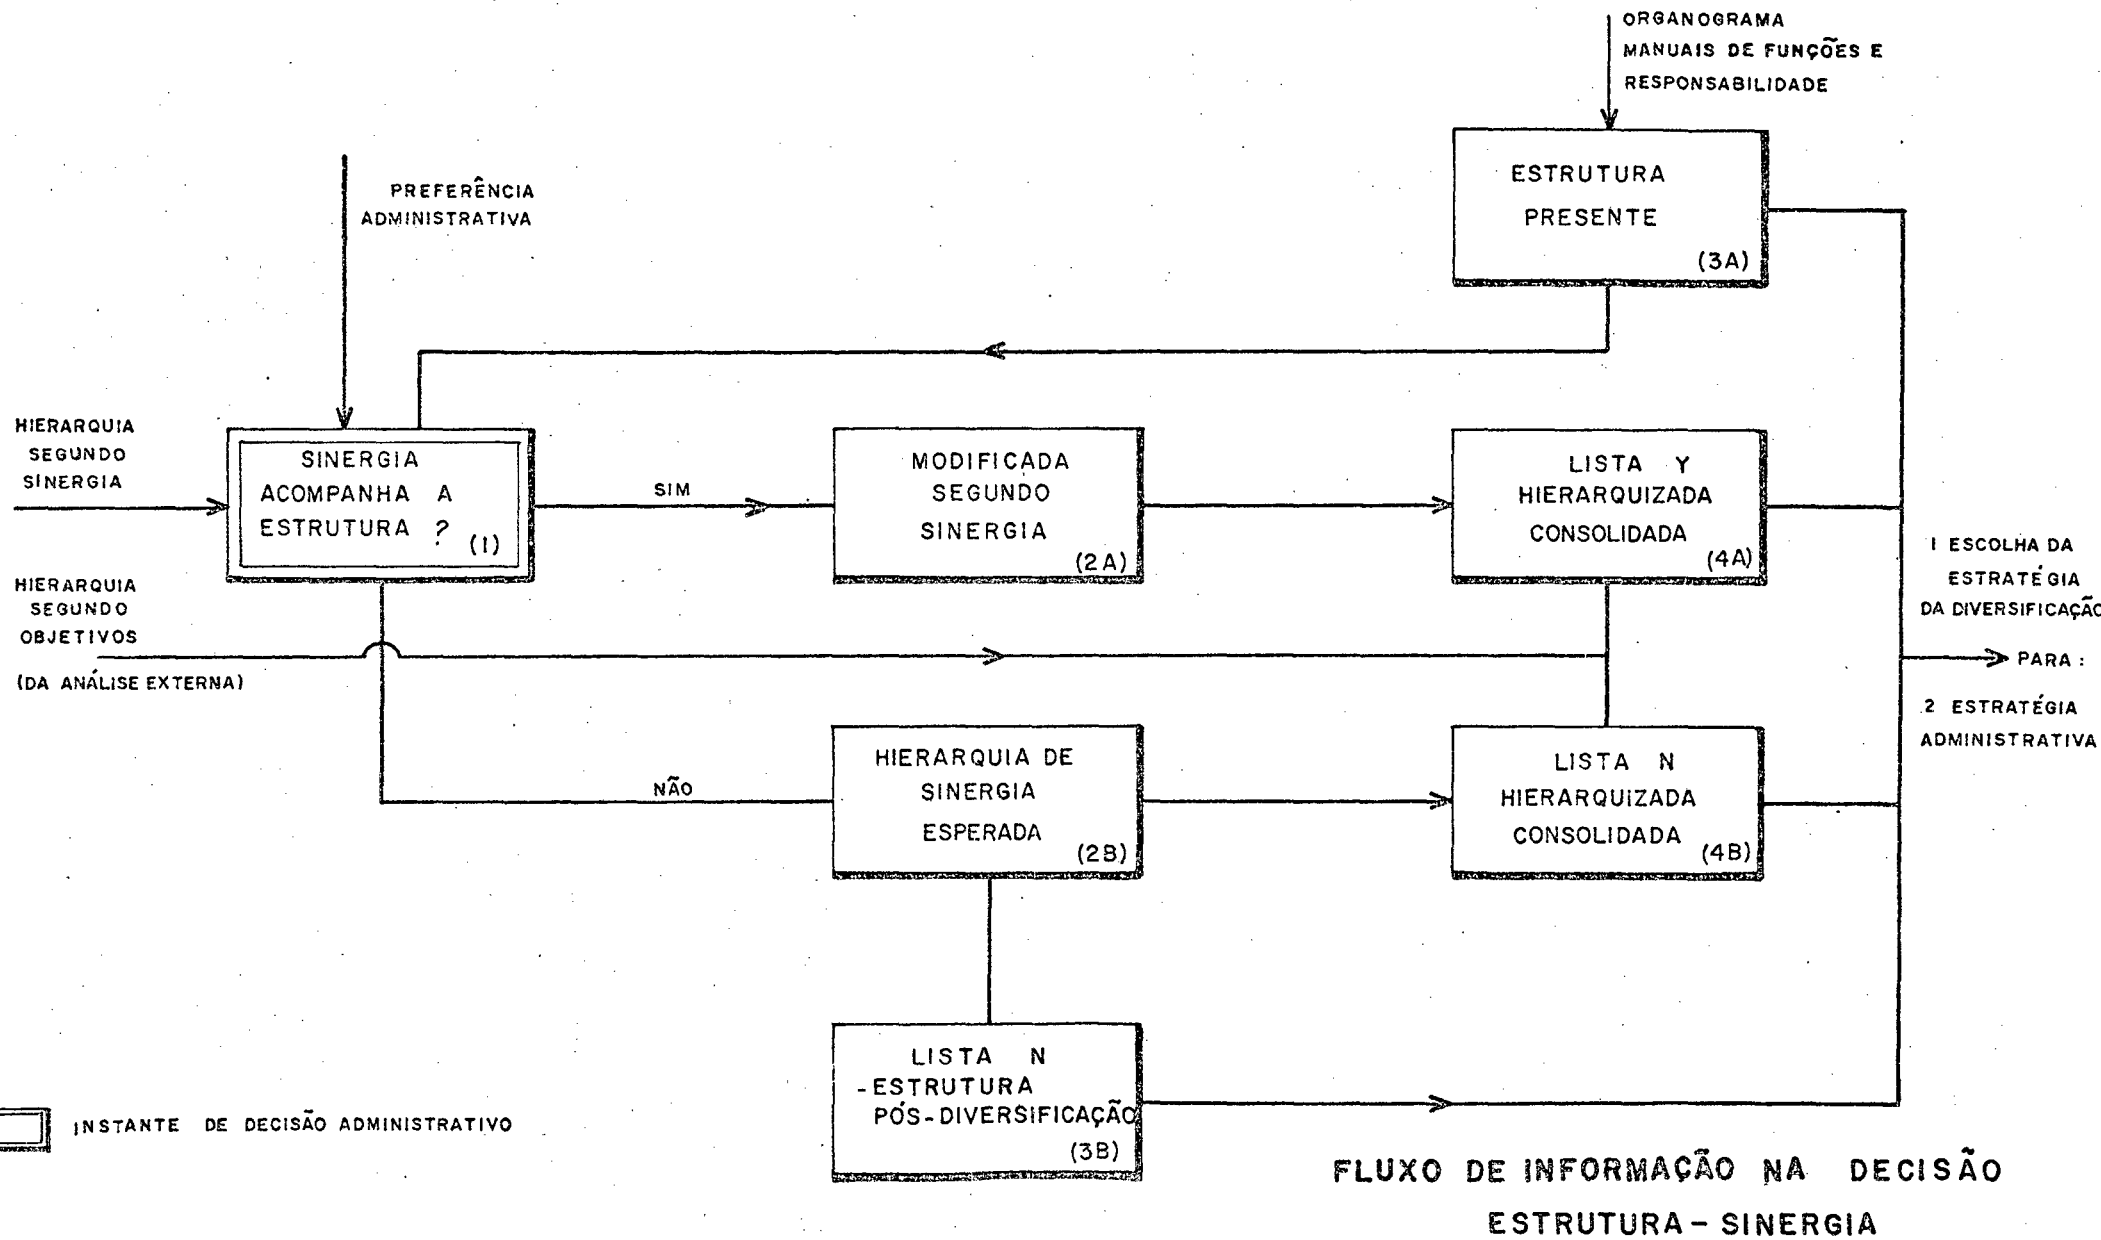 ORGANOGRAMA
MANUAIS DE FUNÇÕES E
RESPONSABILIDADE
ESTRUTURA
PRESENTE
(3A)
PREFERÊNCIA
ADMINISTRATIVA
HIERARQUIA
SEGUNDO
SINERGIA
SINERGIA
ACOMPANHA A
ESTRUTURA ?
(1)
SIM
MODIFICADA
SEGUNDO
SINERGIA
(2A)
LISTA Y
HIERARQUIZADA
CONSOLIDADA
(4A)
HIERARQUIA
SEGUNDO
OBJETIVOS
(DA ANÁLISE EXTERNA)
1 ESCOLHA DA
ESTRATÉGIA
DA DIVERSIFICAÇÃO
PARA :
2 ESTRATÉGIA
ADMINISTRATIVA
NÃO
HIERARQUIA DE
SINERGIA
ESPERADA
(2B)
LISTA N
HIERARQUIZADA
CONSOLIDADA
(4B)
LISTA N
-ESTRUTURA
PÓS-DIVERSIFICAÇÃO
(3B)
INSTANTE DE DECISÃO ADMINISTRATIVO
FLUXO DE INFORMAÇÃO NA DECISÃO
ESTRUTURA - SINERGIA